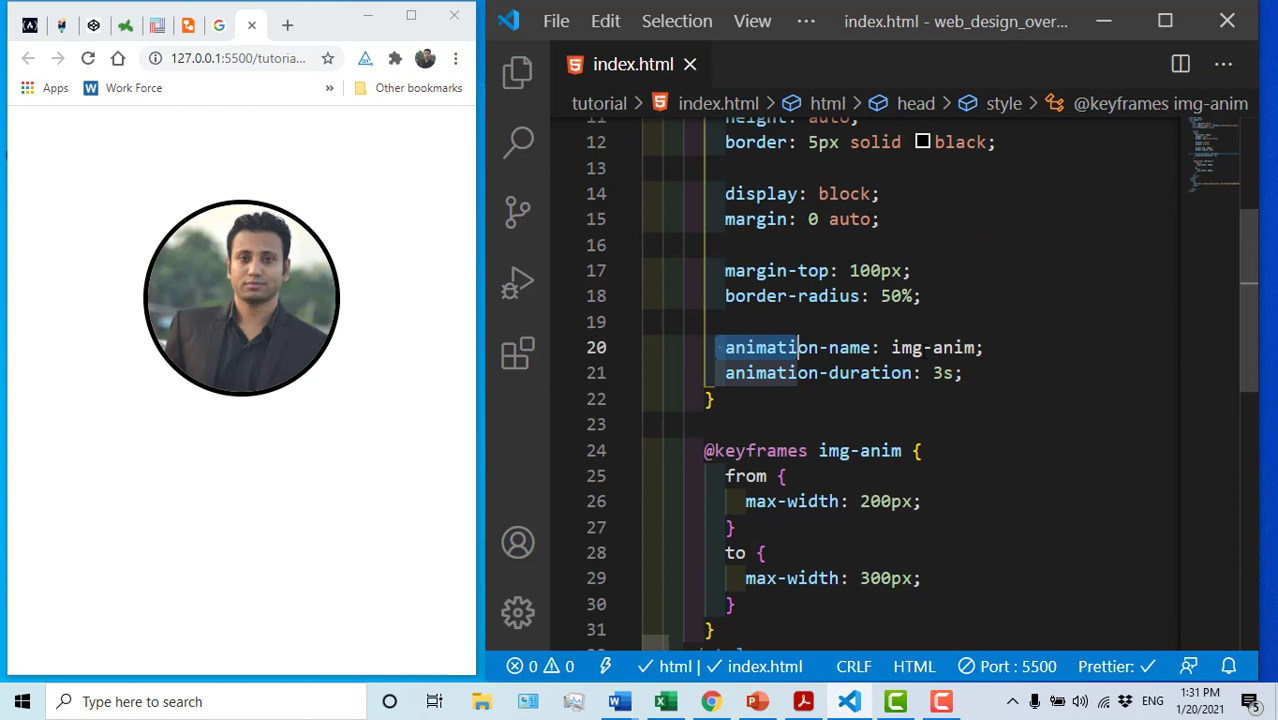 127.0.0.1:5500/tutoria...
Apps
Work Force
»
Other bookmarks
File Edit Selection View ··· index.html - web_design_over...
index.html
tutorial > index.html > html > head > style > @keyframes img-anim
11 height: auto;
12 border: 5px solid black;
13
14 display: block;
15 margin: 0 auto;
16
17 margin-top: 100px;
18 border-radius: 50%;
19
20 animation-name: img-anim;
21 animation-duration: 3s;
22 }
23
24 @keyframes img-anim {
25 from {
26 max-width: 200px;
27 }
28 to {
29 max-width: 300px;
30 }
31 }
0 0 html | index.html CRLF HTML Port : 5500 Prettier:
Type here to search
ENG
1:31 PM
1/20/2021
5